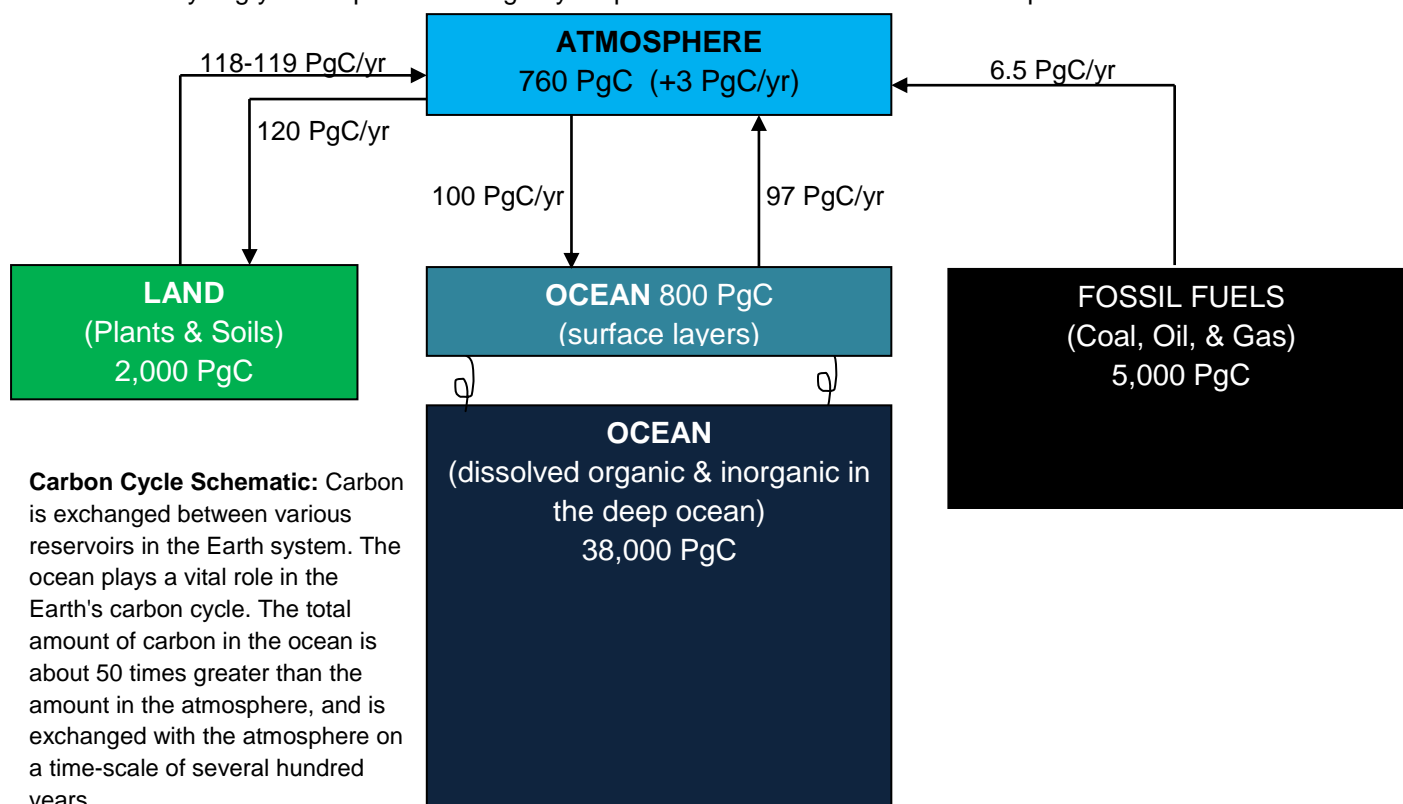 ATMOSPHERE
760 PgC (+3 PgC/yr)
118-119 PgC/yr
6.5 PgC/yr
120 PgC/yr
100 PgC/yr
97 PgC/yr
LAND
(Plants & Soils)
2,000 PgC
OCEAN 800 PgC
(surface layers)
FOSSIL FUELS
(Coal, Oil, & Gas)
5,000 PgC
OCEAN
(dissolved organic & inorganic in
the deep ocean)
38,000 PgC
Carbon Cycle Schematic: Carbon
is exchanged between various
reservoirs in the Earth system. The
ocean plays a vital role in the
Earth's carbon cycle. The total
amount of carbon in the ocean is
about 50 times greater than the
amount in the atmosphere, and is
exchanged with the atmosphere on
a time-scale of several hundred
years